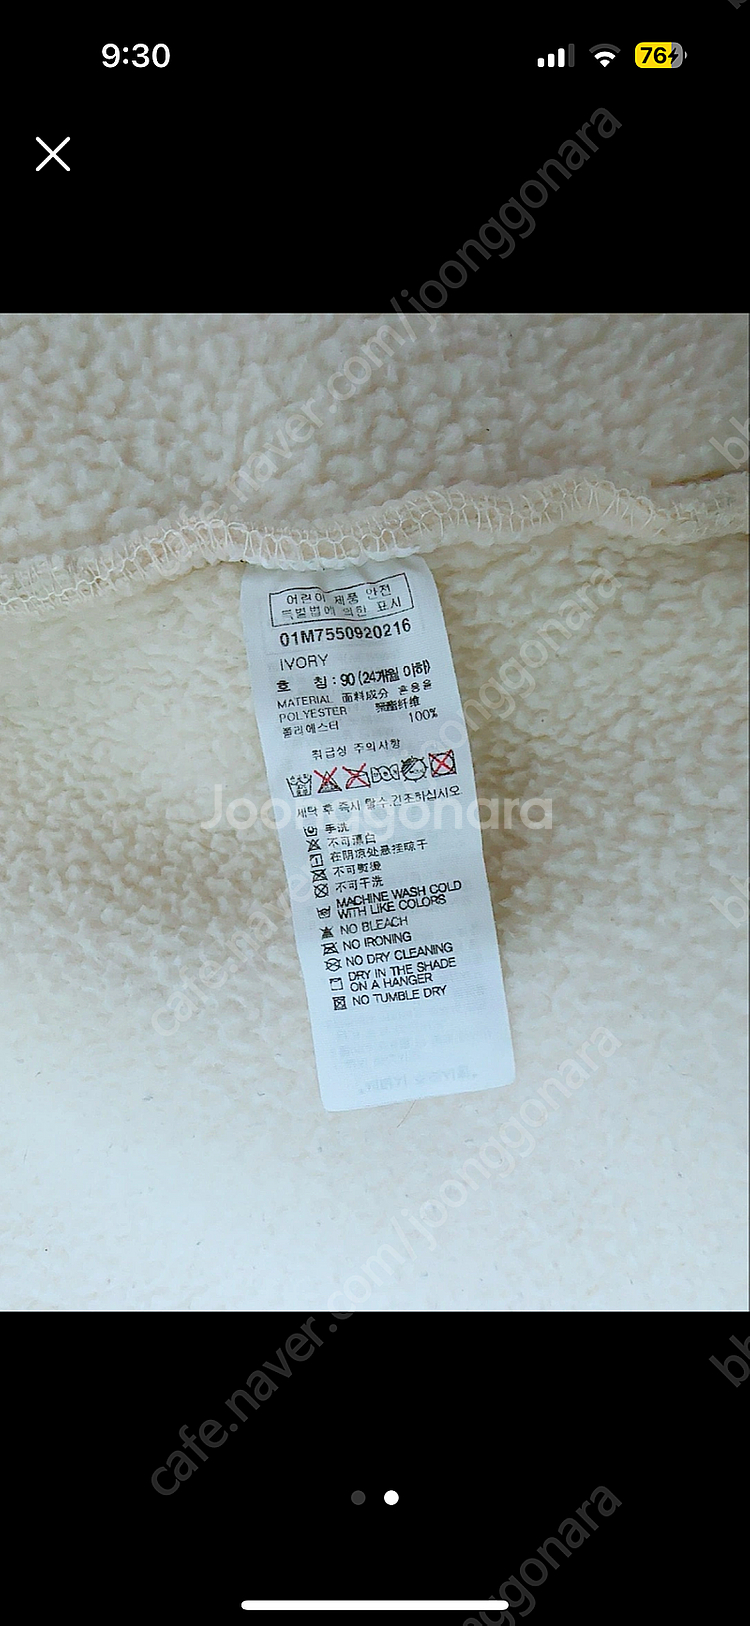 9:30
76
cafe.naver.com/joonggonara
어린이 제품 안전
특별법에 의한 표시
01M7550920216
IVORY
호 칭 : 90 (24개월 이하)
MATERIAL 面料成分 혼용율
POLYESTER 聚酯纤维
폴리에스터 100%
취급상 주의사항
Joonggonara
세탁 후 즉시 탈수.건조하십시오
手洗
不可漂白
在阴凉处悬挂晾干
不可熨烫
不可干洗
MACHINE WASH COLD
WITH LIKE COLORS
NO BLEACH
NO IRONING
NO DRY CLEANING
DRY IN THE SHADE
ON A HANGER
NO TUMBLE DRY
cafe.naver.com/joonggonara